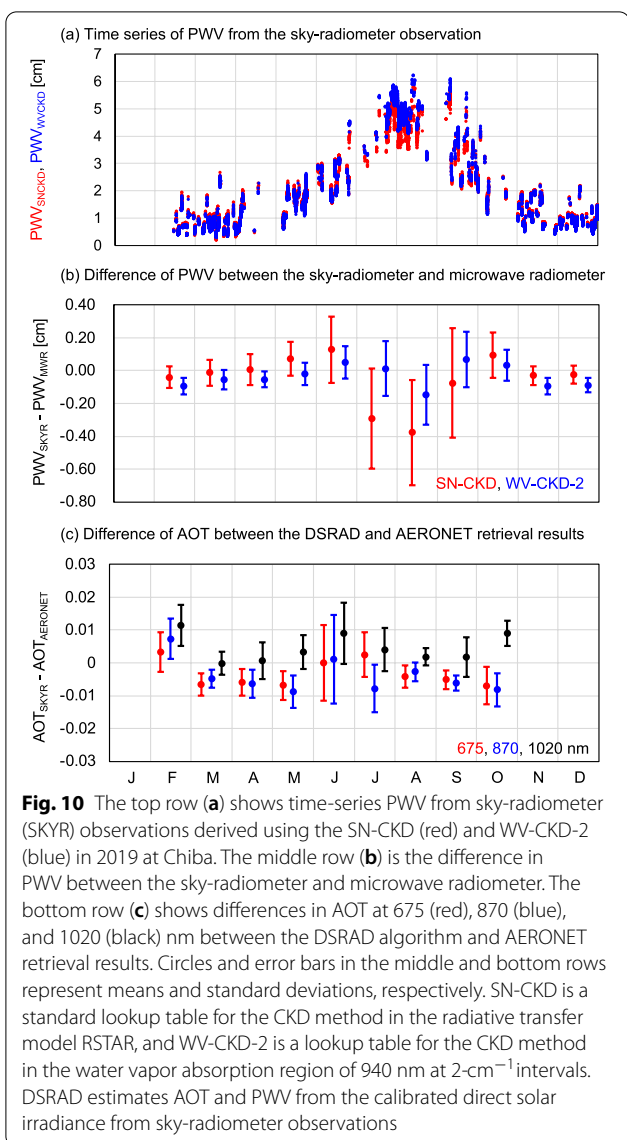 (a) Time series of PWV from the sky-radiometer observation
PWV_SNCKD, PWV_WVCKD [cm]
7
6
5
4
3
2
1
0
(b) Difference of PWV between the sky-radiometer and microwave radiometer
PWV_SKYR - PWV_MWR [cm]
0.40
0.20
0.00
-0.20
-0.40
-0.60
-0.80
SN-CKD, WV-CKD-2
(c) Difference of AOT between the DSRAD and AERONET retrieval results
AOT_SKYR - AOT_AERONET
0.03
0.02
0.01
0
-0.01
-0.02
-0.03
675, 870, 1020 nm
J F M A M J J A S O N D
Fig. 10 The top row (a) shows time-series PWV from sky-radiometer
(SKYR) observations derived using the SN-CKD (red) and WV-CKD-2
(blue) in 2019 at Chiba. The middle row (b) is the difference in
PWV between the sky-radiometer and microwave radiometer. The
bottom row (c) shows differences in AOT at 675 (red), 870 (blue),
and 1020 (black) nm between the DSRAD algorithm and AERONET
retrieval results. Circles and error bars in the middle and bottom rows
represent means and standard deviations, respectively. SN-CKD is a
standard lookup table for the CKD method in the radiative transfer
model RSTAR, and WV-CKD-2 is a lookup table for the CKD method
in the water vapor absorption region of 940 nm at 2-cm⁻¹ intervals.
DSRAD estimates AOT and PWV from the calibrated direct solar
irradiance from sky-radiometer observations